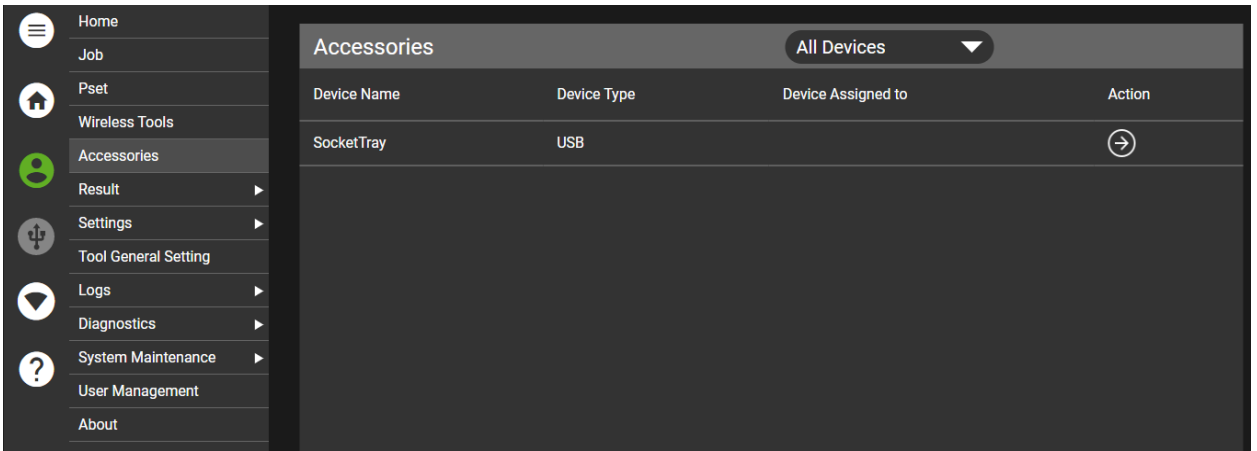 Home
Job
Pset
Wireless Tools
Accessories
Result
Settings
Tool General Setting
Logs
Diagnostics
System Maintenance
User Management
About
Accessories All Devices
Device Name Device Type Device Assigned to Action
SocketTray USB
?